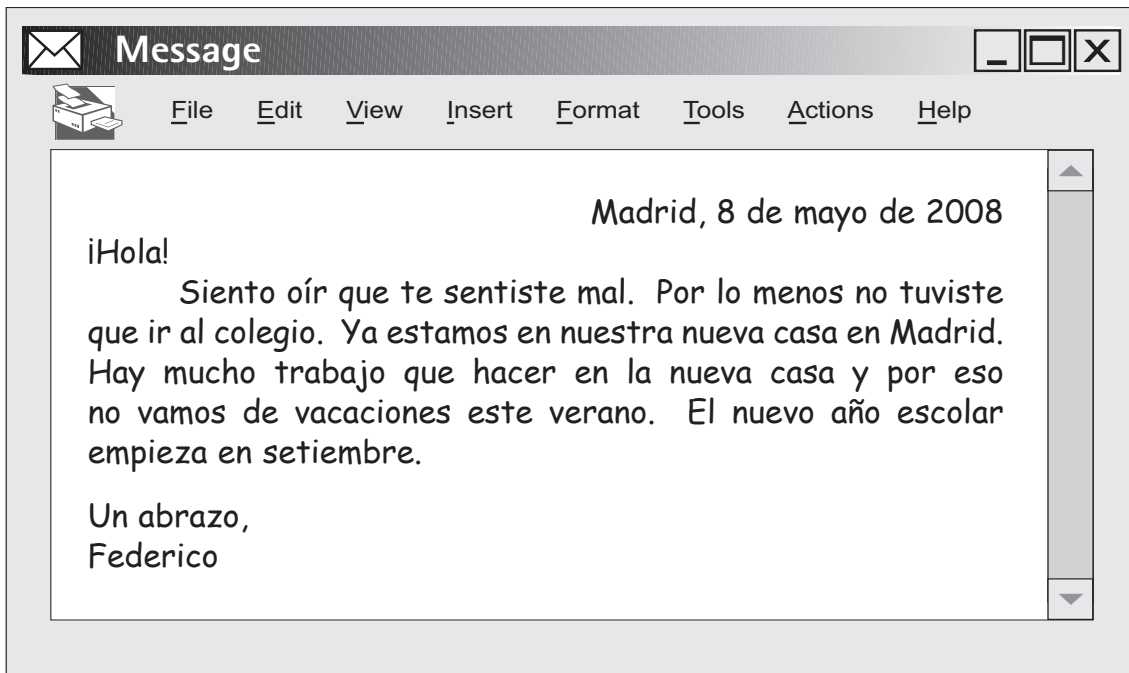 Message
File Edit View Insert Format Tools Actions Help
Madrid, 8 de mayo de 2008
¡Hola!
Siento oír que te sentiste mal. Por lo menos no tuviste
que ir al colegio. Ya estamos en nuestra nueva casa en Madrid.
Hay mucho trabajo que hacer en la nueva casa y por eso
no vamos de vacaciones este verano. El nuevo año escolar
empieza en setiembre.
Un abrazo,
Federico